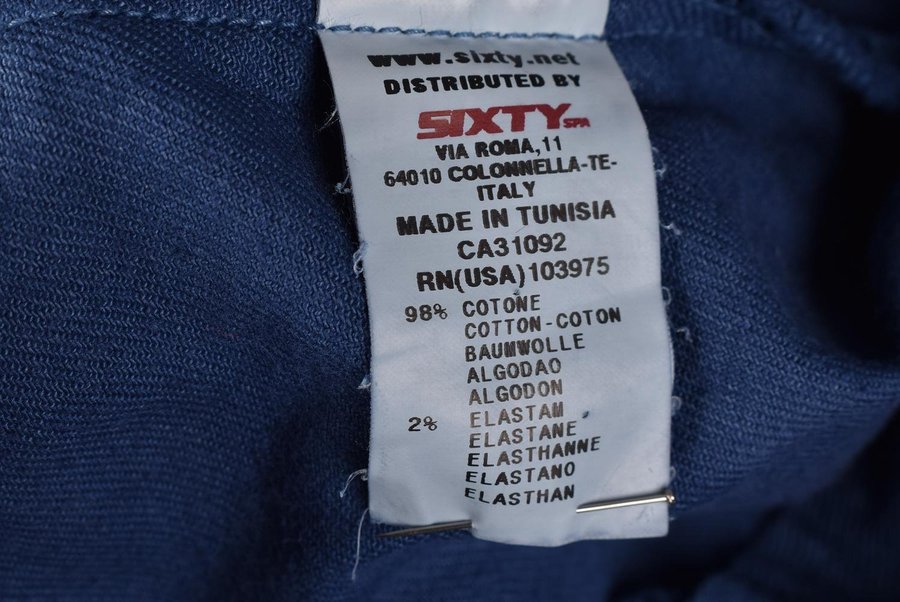 www.sixty.net
DISTRIBUTED BY
SIXTY SPA
VIA ROMA,11
64010 COLONNELLA-TE-
ITALY
MADE IN TUNISIA
CA31092
RN(USA)103975
98% COTONE
COTTON-COTON
BAUMWOLLE
ALGODAO
ALGODON
2% ELASTAM
ELASTANE
ELASTHANNE
ELASTANO
ELASTHAN